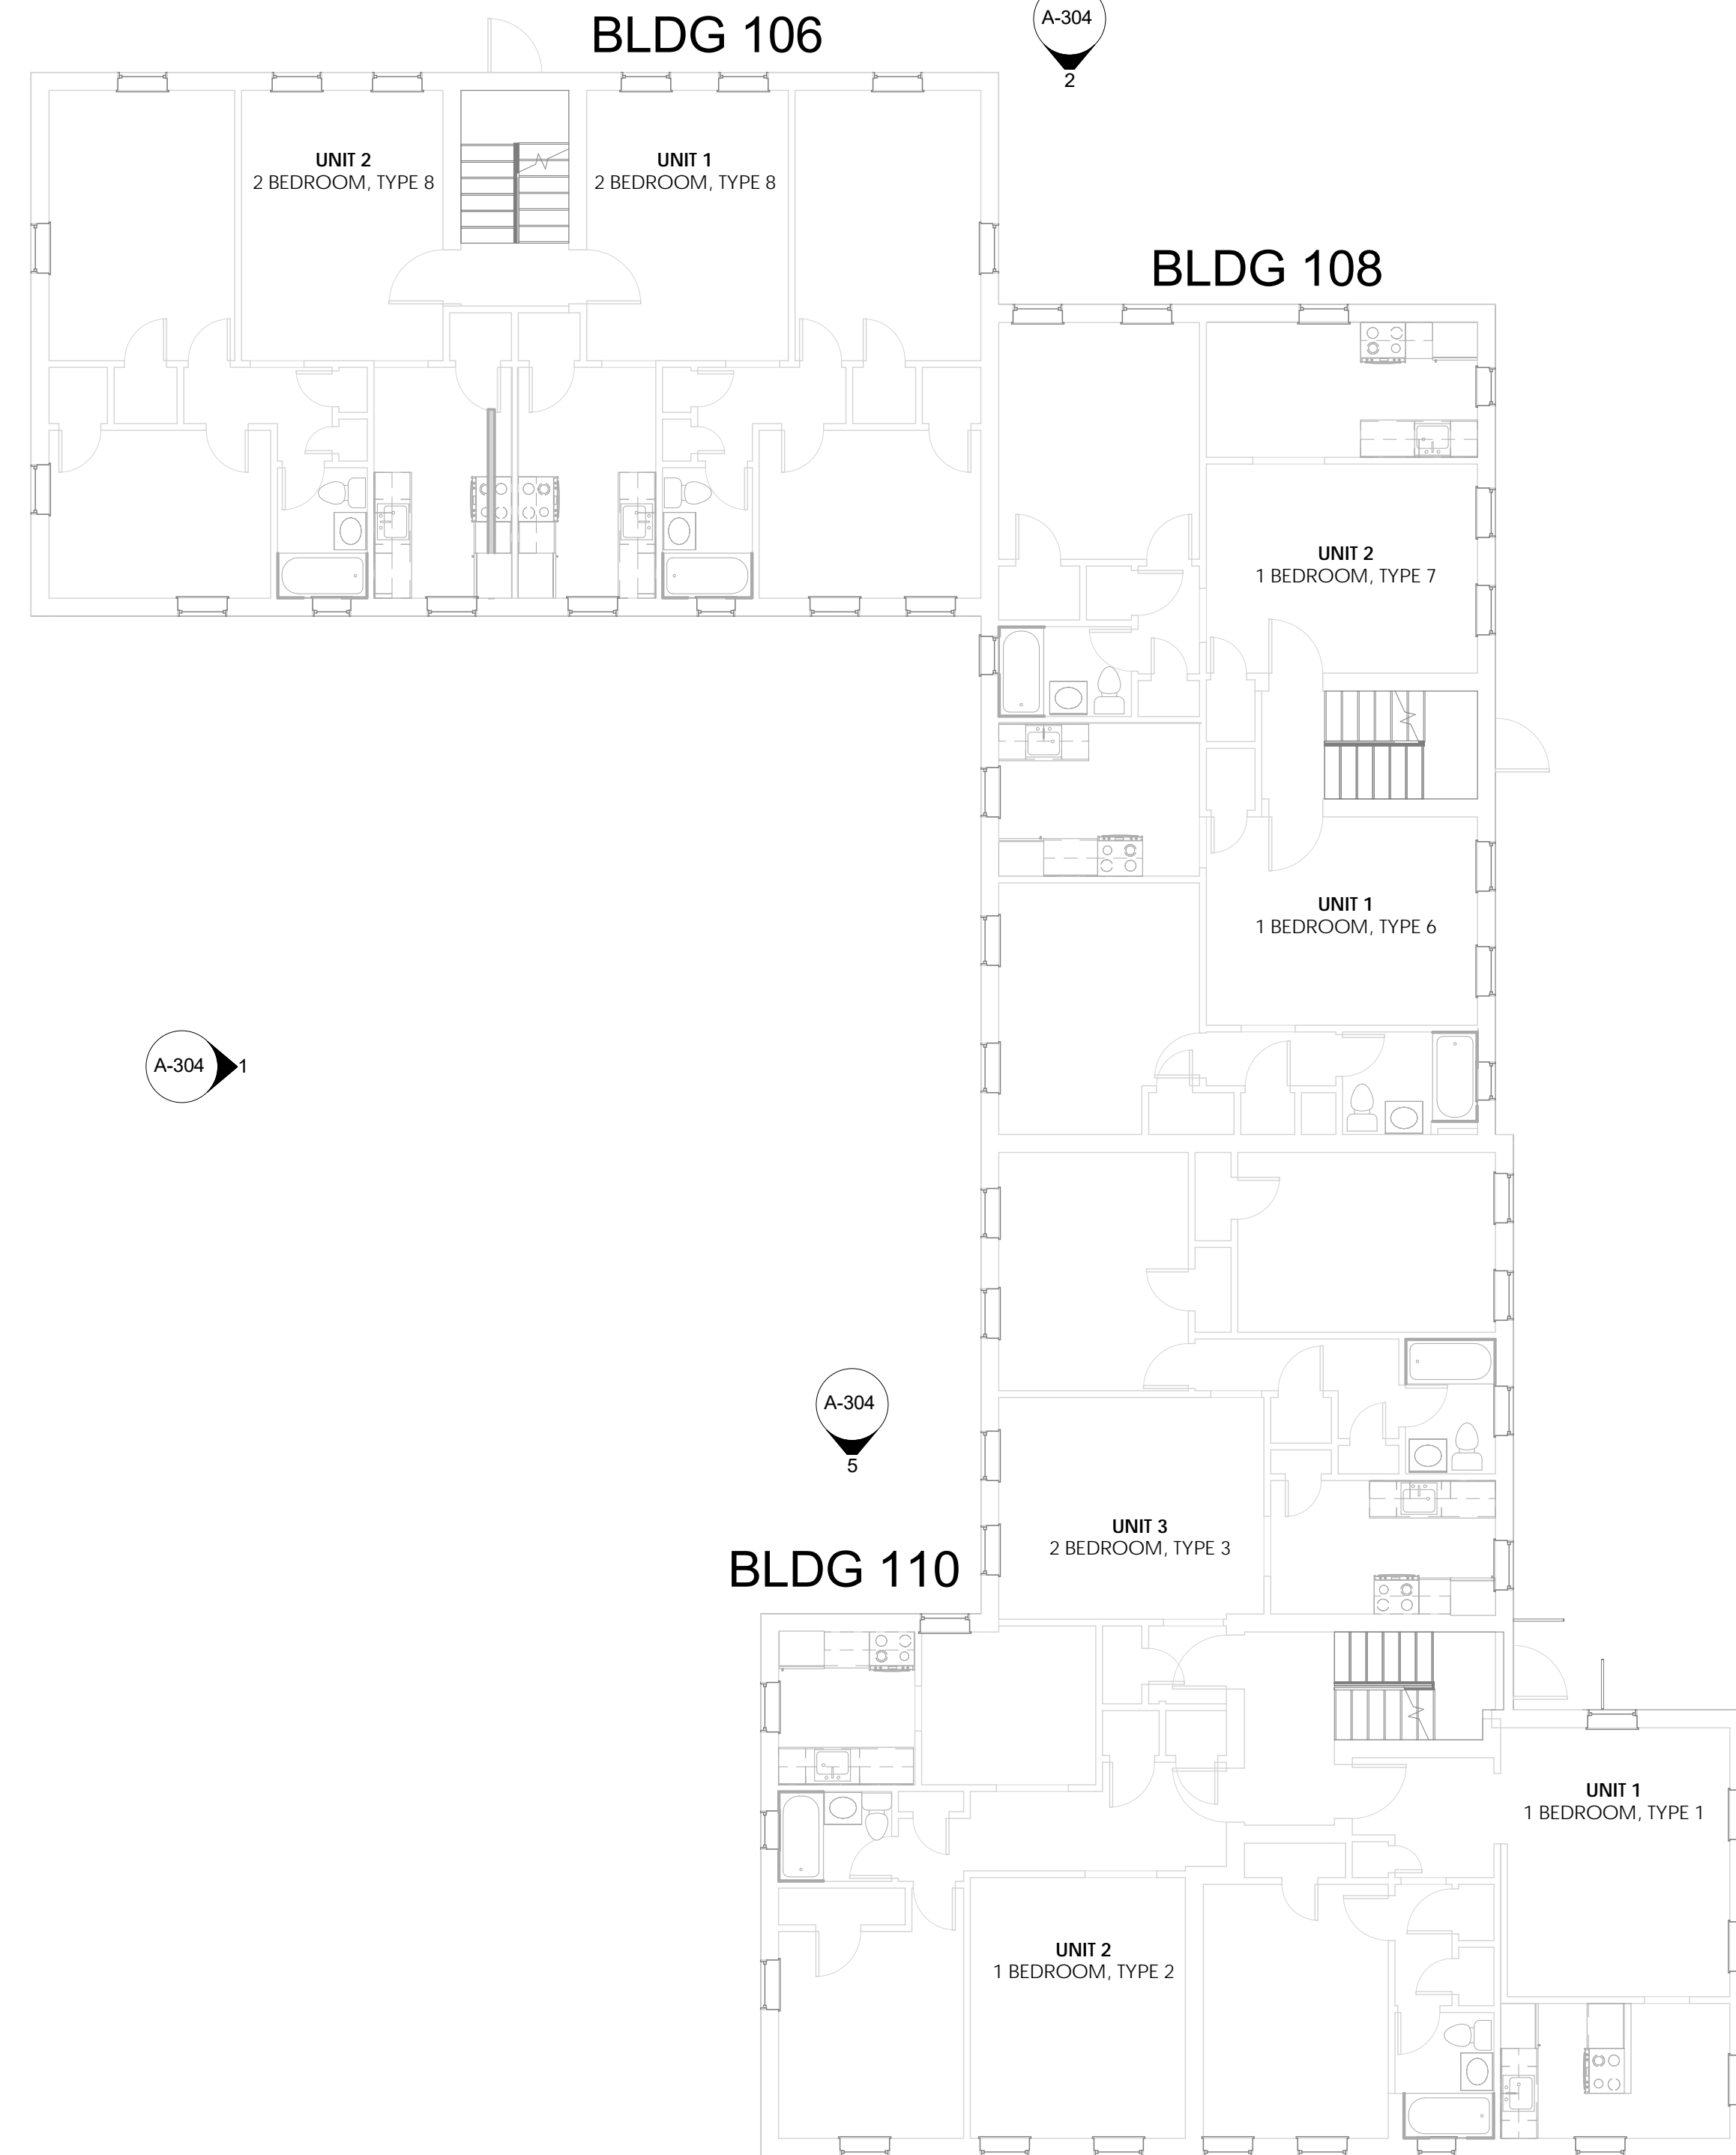 BLDG 106
A-304
2
UNIT 2
2 BEDROOM, TYPE 8
UNIT 1
2 BEDROOM, TYPE 8
BLDG 108
UNIT 2
1 BEDROOM, TYPE 7
UNIT 1
1 BEDROOM, TYPE 6
A-304
1
A-304
5
UNIT 3
2 BEDROOM, TYPE 3
BLDG 110
UNIT 1
1 BEDROOM, TYPE 1
UNIT 2
1 BEDROOM, TYPE 2